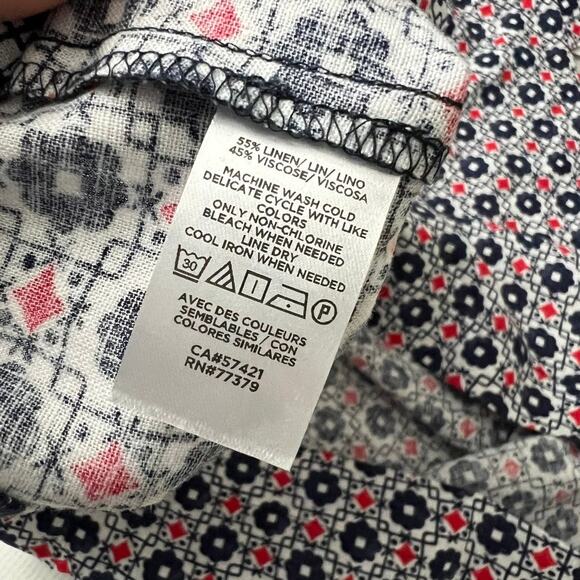 55% LINEN/ LIN/ LINO
45% VISCOSE/ VISCOSA
MACHINE WASH COLD
DELICATE CYCLE WITH LIKE
COLORS
ONLY NON-CHLORINE
BLEACH WHEN NEEDED
LINE DRY
COOL IRON WHEN NEEDED
30 P
AVEC DES COULEURS
SEMBLABLES / CON
COLORES SIMILARES
CA#57421
RN#77379